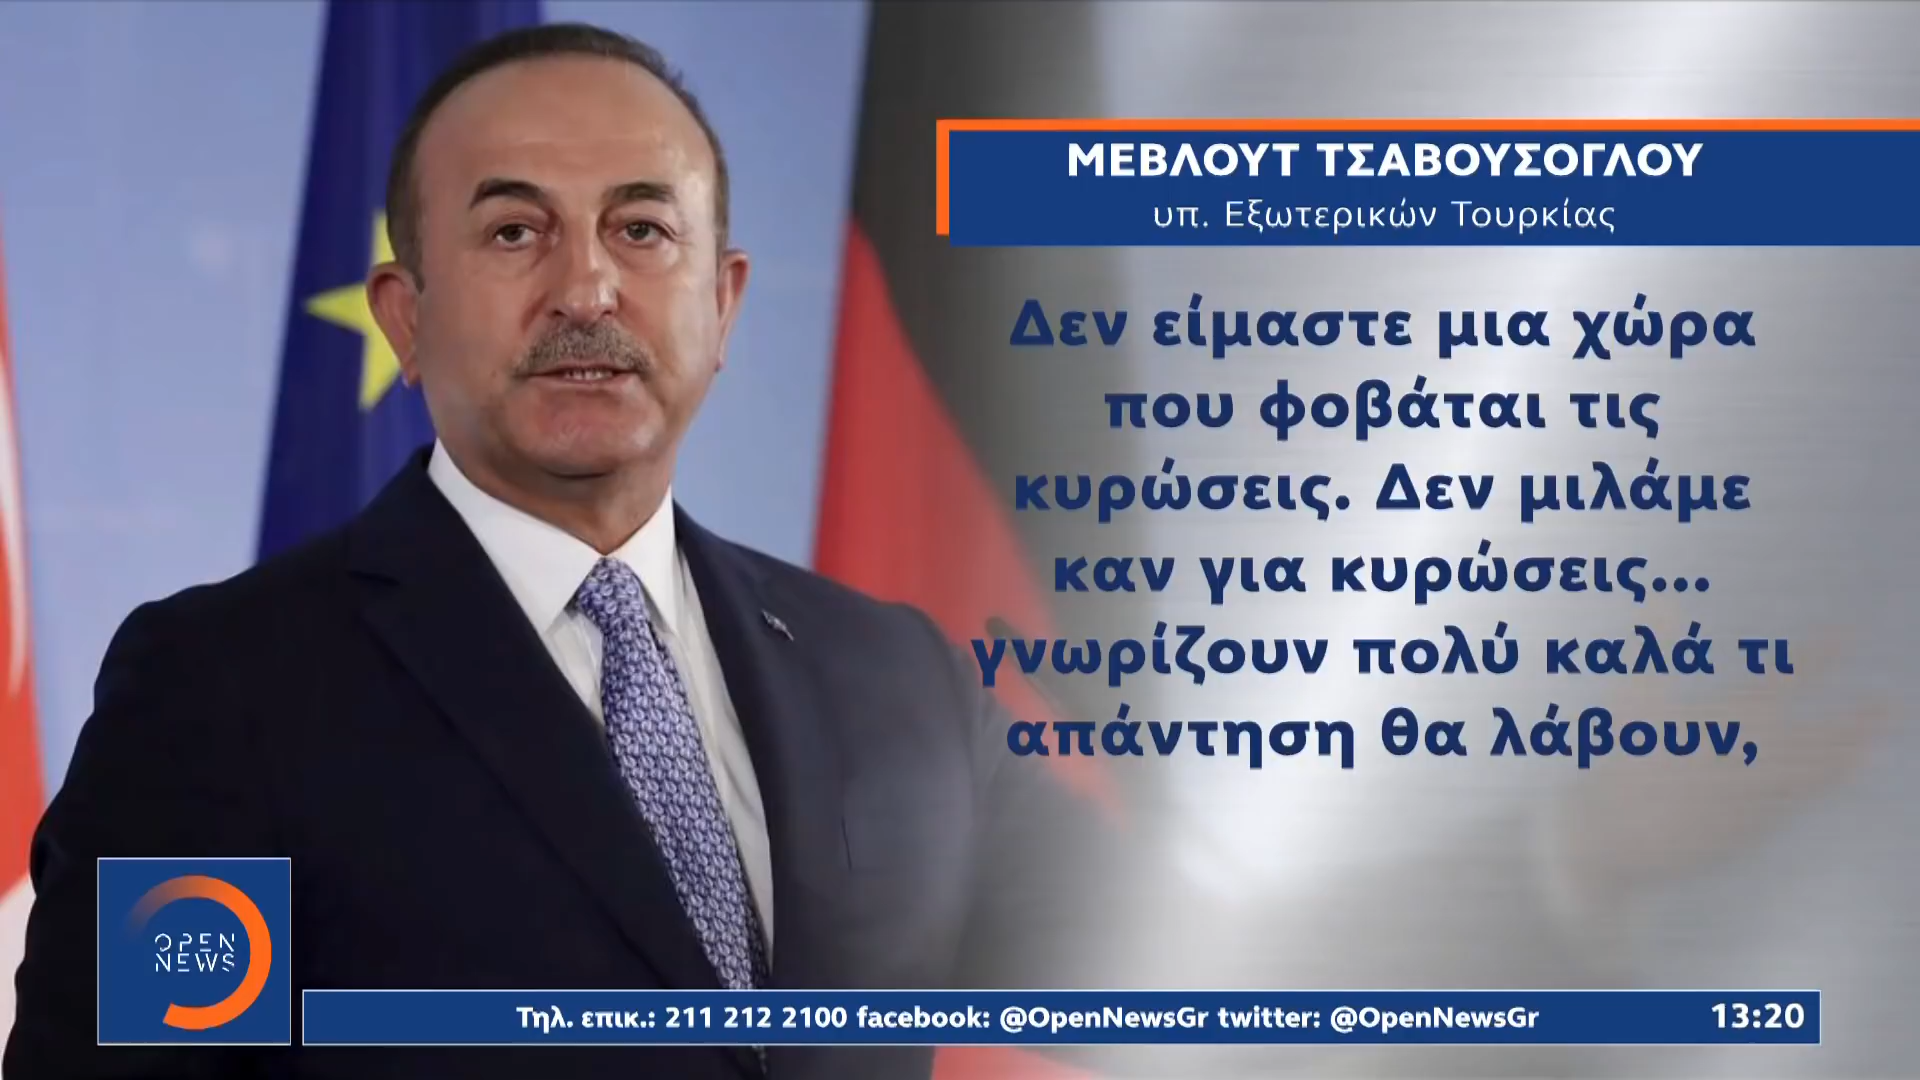 ΜΕΒΛΟΥΤ ΤΣΑΒΟΥΣΟΓΛΟΥ
υπ. Εξωτερικών Τουρκίας
Δεν είμαστε μια χώρα
που φοβάται τις
κυρώσεις. Δεν μιλάμε
καν για κυρώσεις...
γνωρίζουν πολύ καλά τι
απάντηση θα λάβουν,
OPEN
NEWS
Τηλ. επικ.: 211 212 2100 facebook: @OpenNewsGr twitter: @OpenNewsGr
13:20